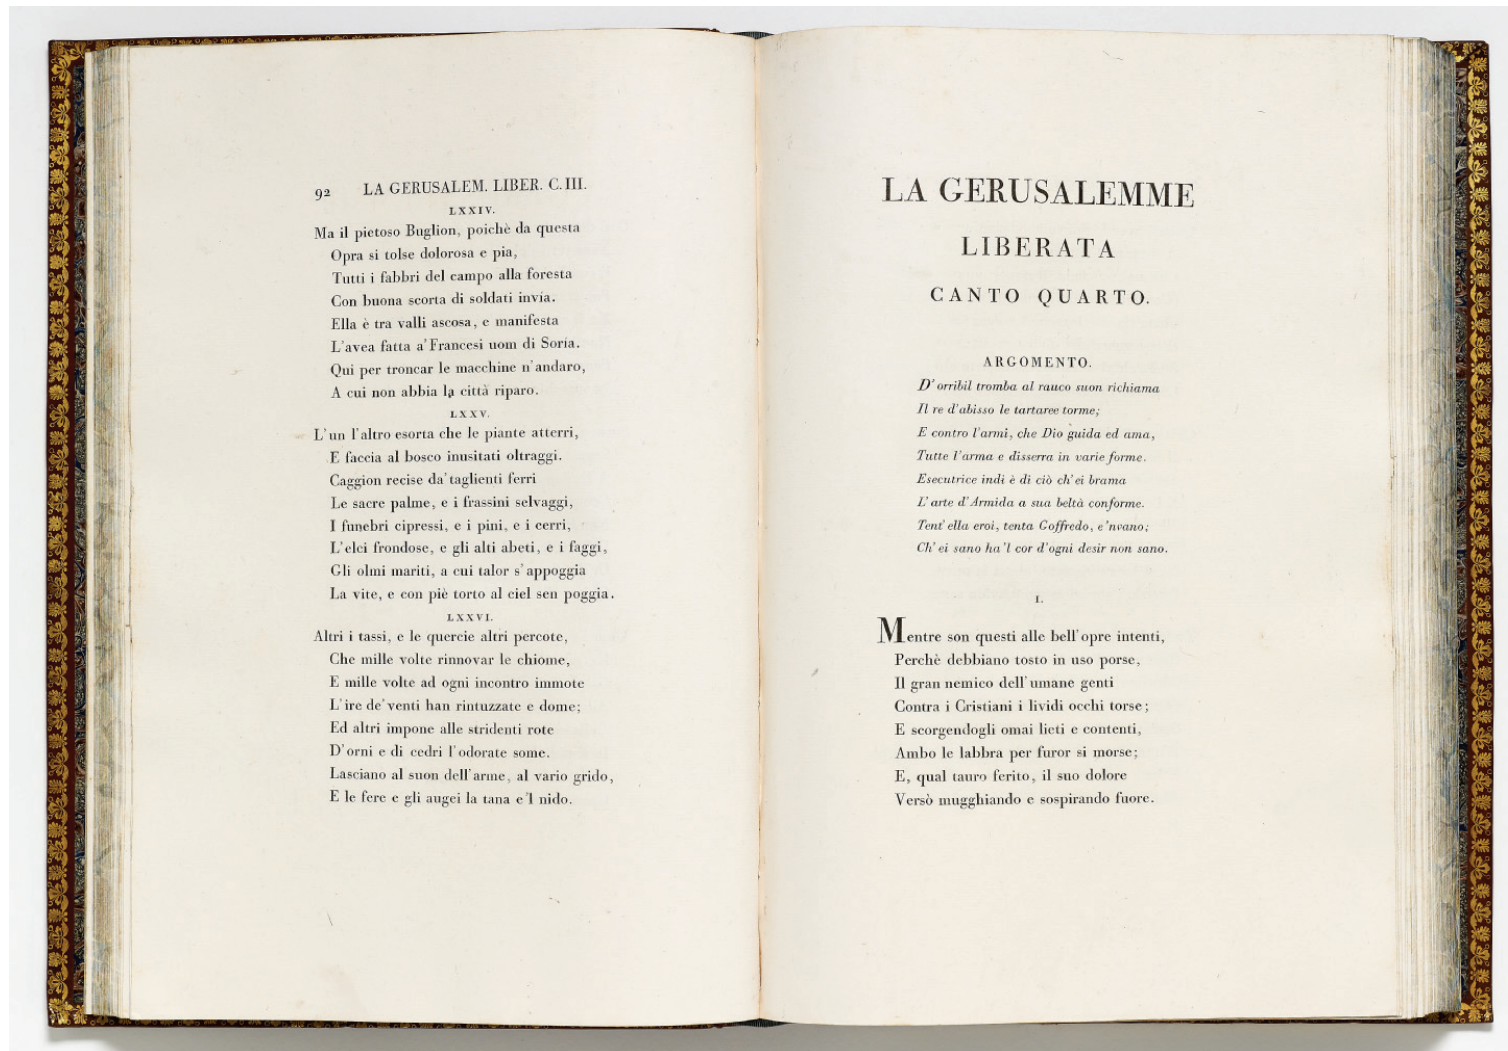 92 LA GERUSALEM. LIBER. C. III.
LXXIV.
Ma il pietoso Buglion, poichè da questa
Opra si tolse dolorosa e pia,
Tutti i fabbri del campo alla foresta
Con buona scorta di soldati invía.
Ella è tra valli ascosa, e manifesta
L'avea fatta a' Francesi uom di Soría.
Qui per troncar le macchine n'andaro,
A cui non abbia la città riparo.
LXXV.
L'un l'altro esorta che le piante atterri,
E faccia al bosco inusitati oltraggi.
Caggion recise da' taglienti ferri
Le sacre palme, e i frassini selvaggi,
I funebri cipressi, e i pini, e i cerri,
L'elci frondose, e gli alti abeti, e i faggi,
Gli olmi mariti, a cui talor s'appoggia
La vite, e con piè torto al ciel sen poggia.
LXXVI.
Altri i tassi, e le quercie altri percote,
Che mille volte rinnovar le chiome,
E mille volte ad ogni incontro immote
L'ire de' venti han rintuzzate e dome;
Ed altri impone alle stridenti rote
D'orni e di cedri l'odorate some.
Lasciano al suon dell'arme, al vario grido,
E le fere e gli augei la tana e'l nido.
LA GERUSALEMME
LIBERATA
CANTO QUARTO.
ARGOMENTO.
D'orribil tromba al rauco suon richiama
Il re d'abisso le tartaree torme;
E contro l'armi, che Dio guida ed ama,
Tutte l'arma e disserra in varie forme.
Esecutrice indi è di ciò ch'ei brama
L'arte d'Armida a sua beltà conforme.
Tent' ella eroi, tenta Goffredo, e'nvano;
Ch'ei sano ha'l cor d'ogni desir non sano.
I.
Mentre son questi alle bell'opre intenti,
Perchè debbiano tosto in uso porse,
Il gran nemico dell'umane genti
Contra i Cristiani i lividi occhi torse;
E scorgendogli omai lieti e contenti,
Ambo le labbra per furor si morse;
E, qual tauro ferito, il suo dolore
Versò mugghiando e sospirando fuore.